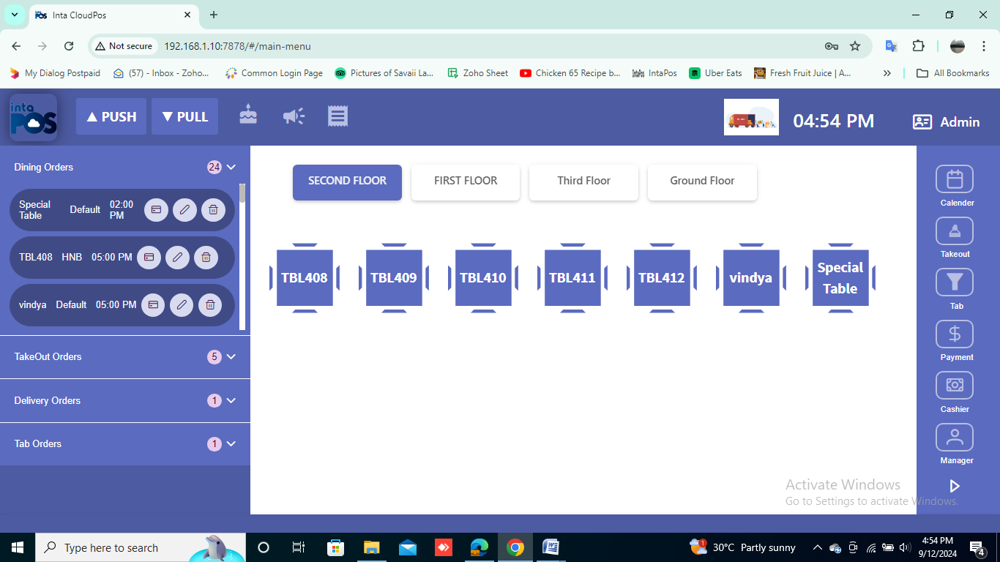 Inta CloudPos
Not secure
192.168.1.10:7878/#/main-menu
My Dialog Postpaid
(57) - Inbox - Zoho...
Common Login Page
Pictures of Savaii La...
Zoho Sheet
Chicken 65 Recipe b...
IntaPos
Uber Eats
Fresh Fruit Juice | A...
All Bookmarks
inta
POS
PUSH
PULL
04:54 PM
Admin
Dining Orders
24
Special
Table
Default
02:00
PM
TBL408
HNB
05:00 PM
vindya
Default
05:00 PM
TakeOut Orders
5
Delivery Orders
1
Tab Orders
1
SECOND FLOOR
FIRST FLOOR
Third Floor
Ground Floor
TBL408
TBL409
TBL410
TBL411
TBL412
vindya
Special
Table
Calender
Takeout
Tab
Payment
Cashier
Manager
Activate Windows
Go to Settings to activate Windows.
Type here to search
1
30°C Partly sunny
4:54 PM
9/12/2024
4